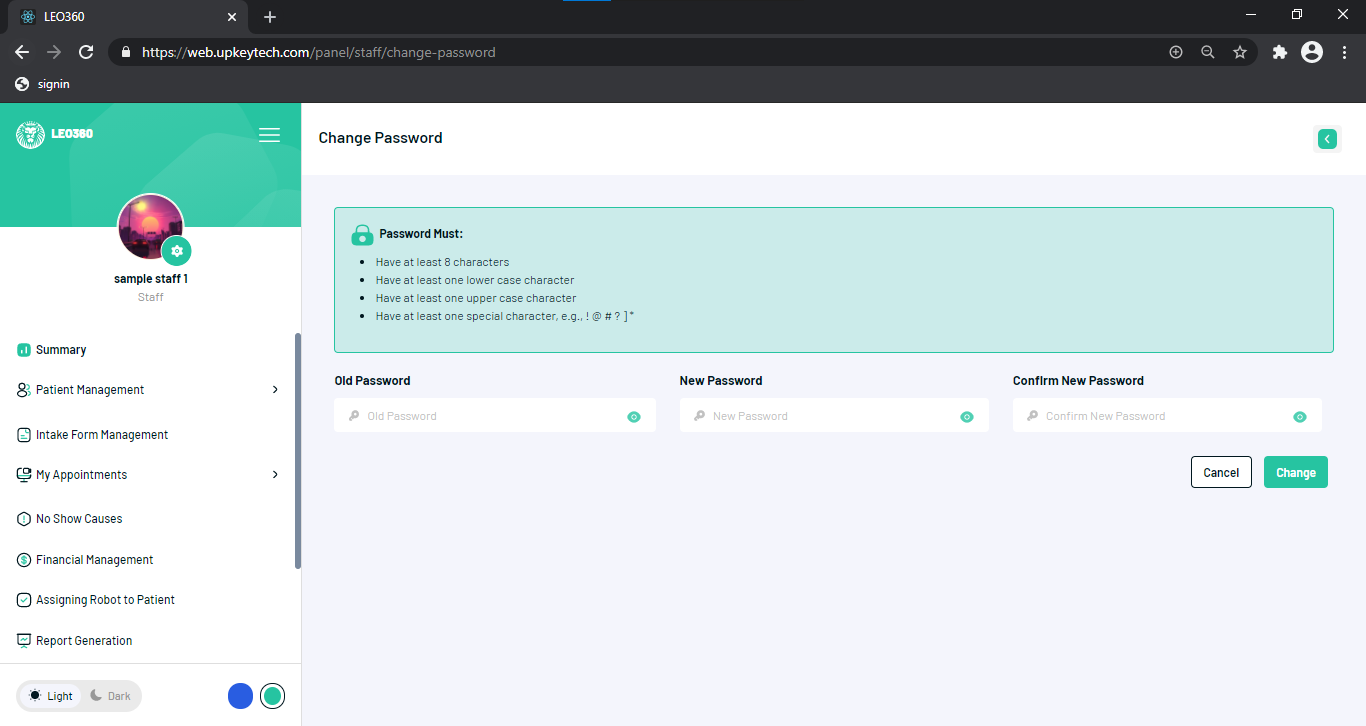 LEO360
https://web.upkeytech.com/panel/staff/change-password
signin
LEO360
sample staff 1
Staff
Summary
Patient Management
Intake Form Management
My Appointments
No Show Causes
Financial Management
Assigning Robot to Patient
Report Generation
Light
Dark
Change Password
Password Must:
Have at least 8 characters
Have at least one lower case character
Have at least one upper case character
Have at least one special character, e.g., ! @ # ? ] *
Old Password
New Password
Confirm New Password
Old Password
New Password
Confirm New Password
Cancel
Change